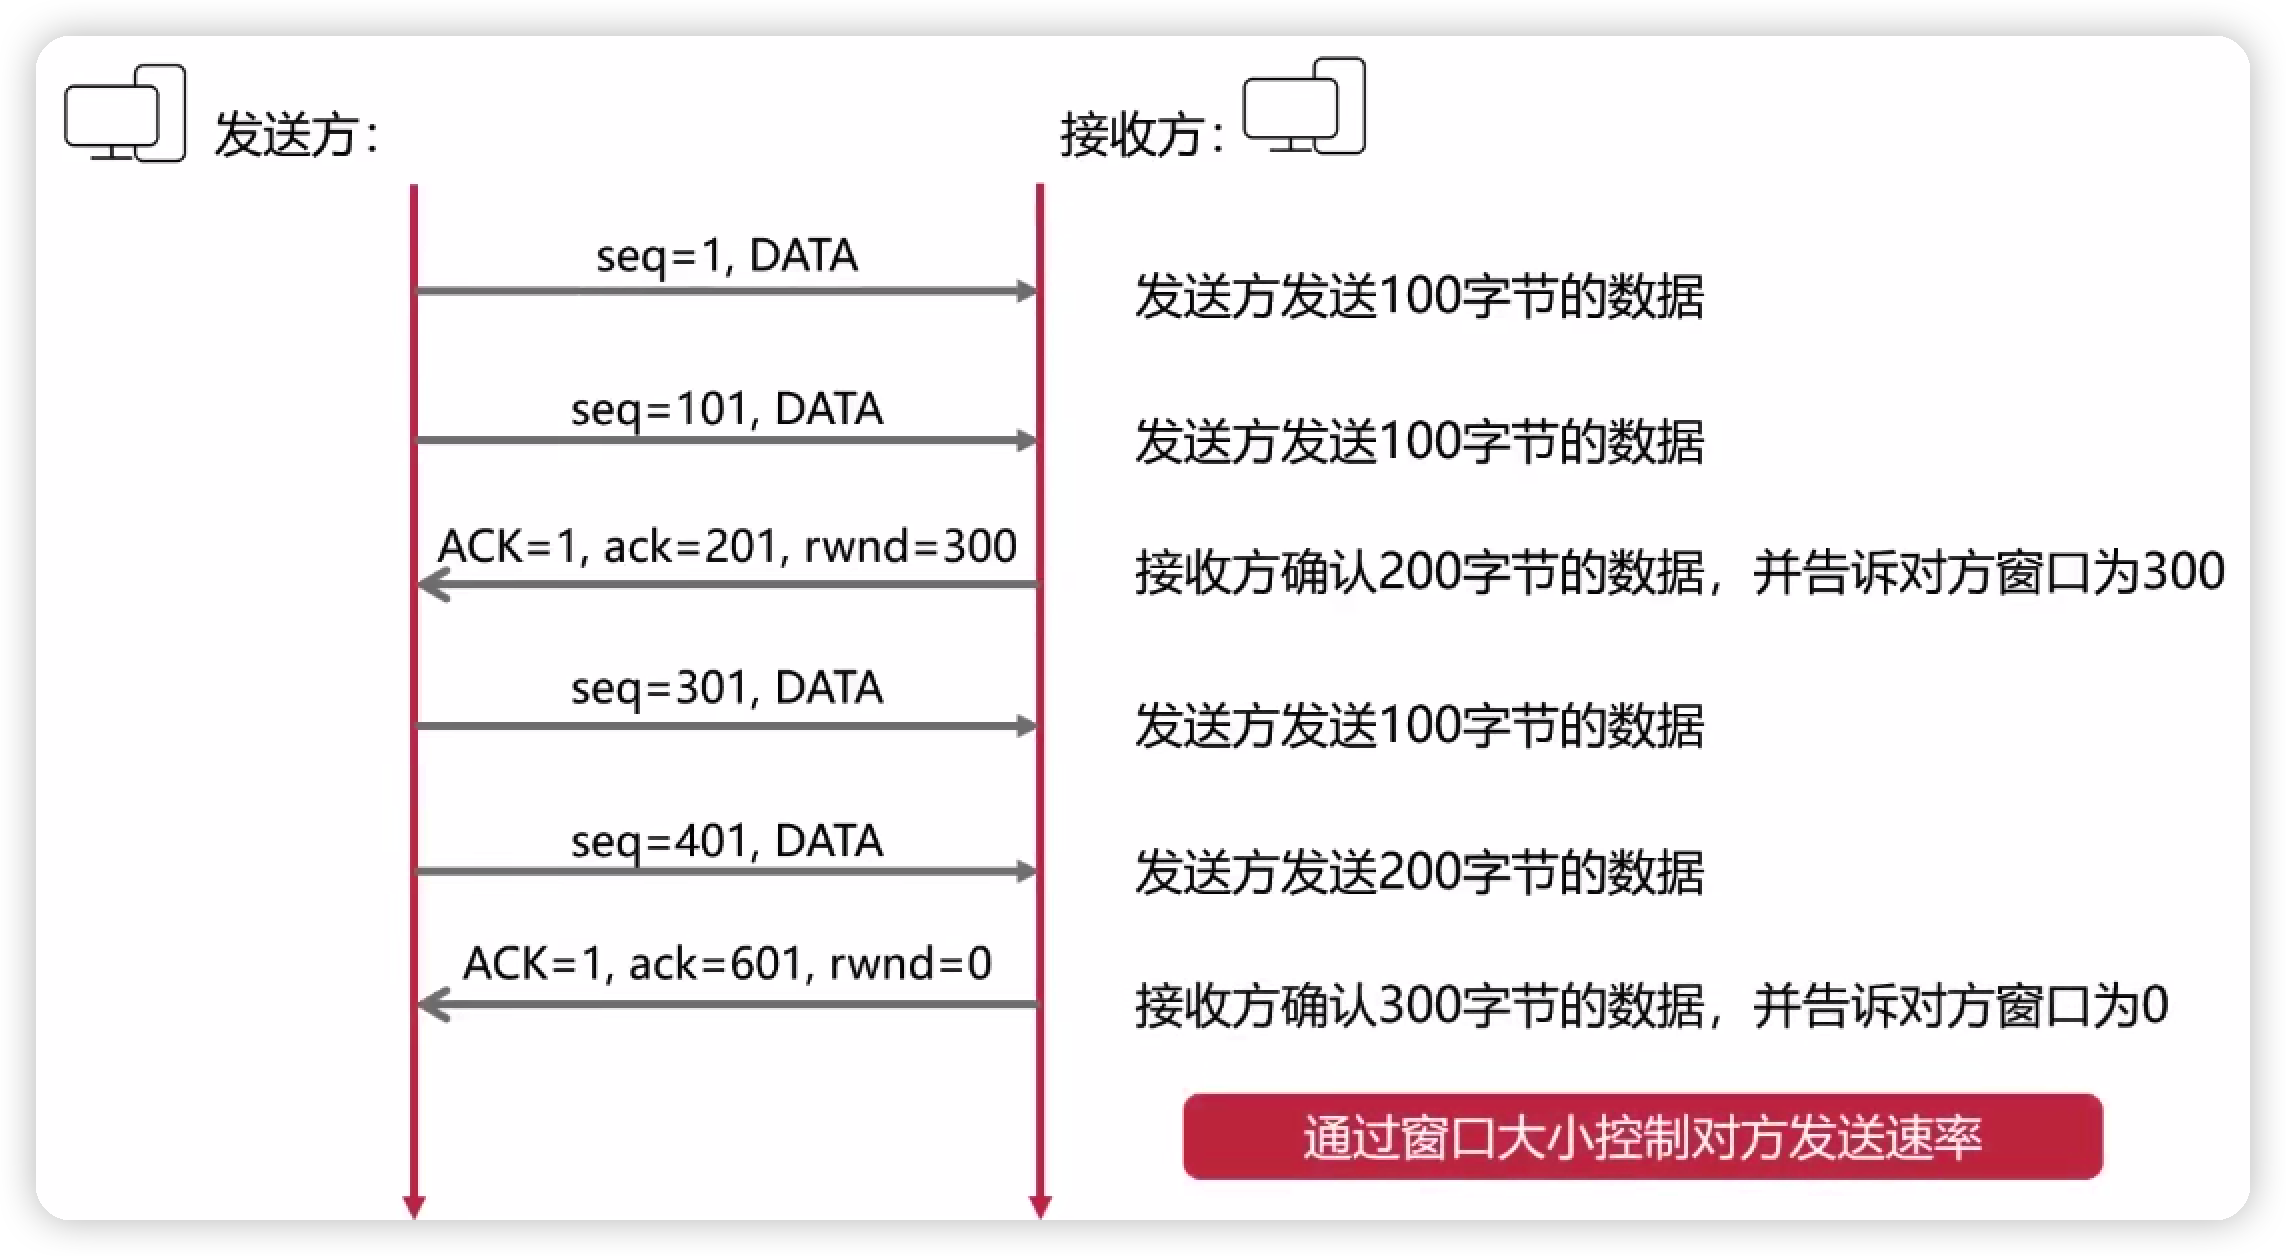 发送方：
接收方：
seq=1, DATA
发送方发送100字节的数据
seq=101, DATA
发送方发送100字节的数据
ACK=1, ack=201, rwnd=300
接收方确认200字节的数据，并告诉对方窗口为300
seq=301, DATA
发送方发送100字节的数据
seq=401, DATA
发送方发送200字节的数据
ACK=1, ack=601, rwnd=0
接收方确认300字节的数据，并告诉对方窗口为0
通过窗口大小控制对方发送速率